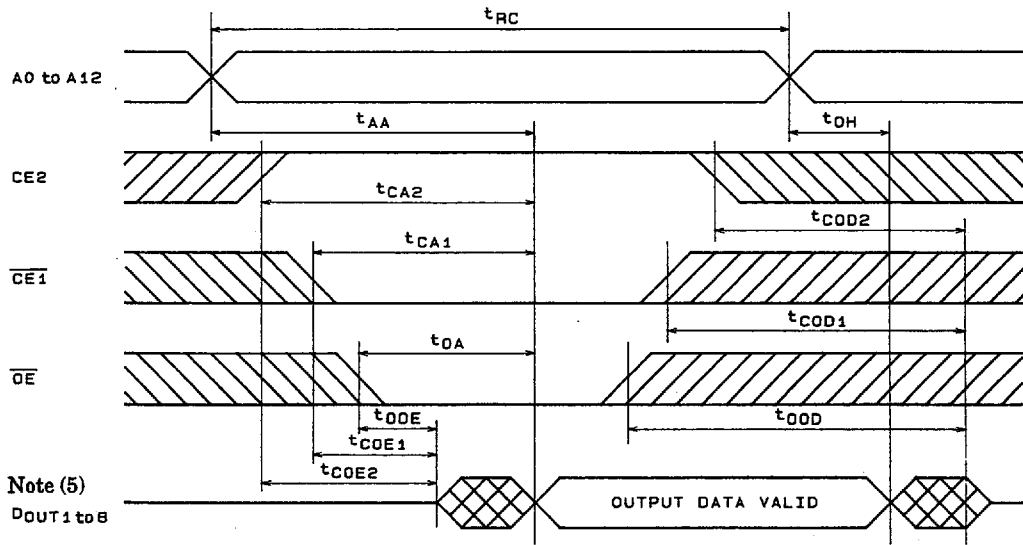 tRC
A0 to A12
tAA
tOH
CE2
tCA2
tCOD2
tCA1
CE1
tCOD1
tOA
OE
tOOE
tOOD
tCOE1
tCOE2
Note (5)
DOUT1 to 8
OUTPUT DATA VALID